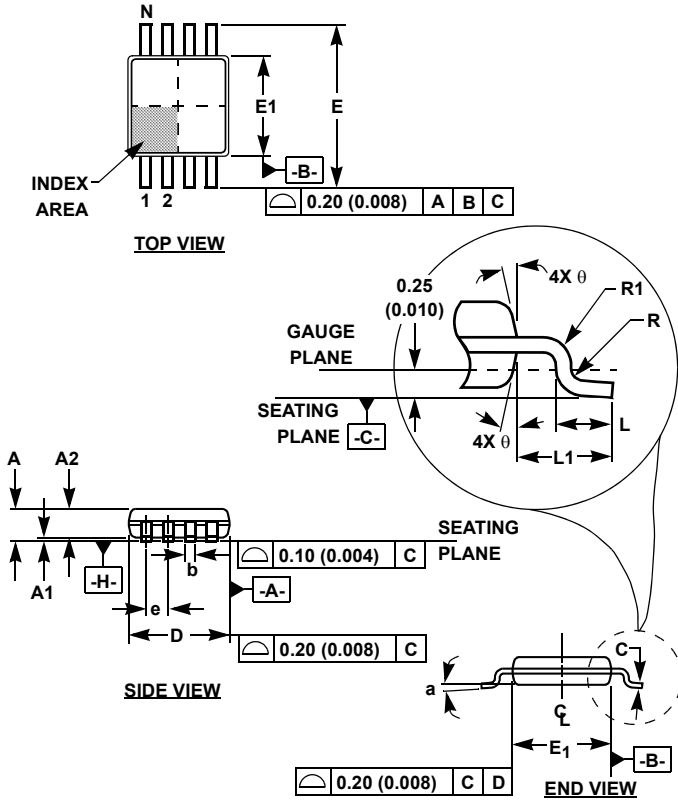 N
E1
E
-B-
INDEX
AREA
1 2
0.20 (0.008) A B C
TOP VIEW
0.25
(0.010)
4X θ
R1
R
GAUGE
PLANE
SEATING
PLANE -C-
4X θ
L
L1
A A2
SEATING
PLANE
A1
-H-
b
0.10 (0.004) C
-A-
e
D
0.20 (0.008) C
SIDE VIEW
C
a
CL
E1
-B-
0.20 (0.008) C D
END VIEW